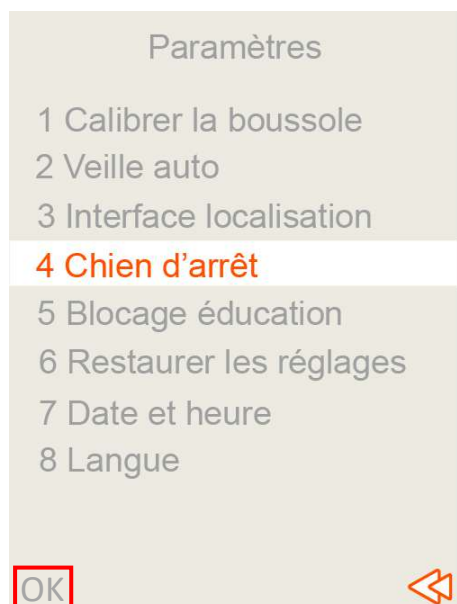 Paramètres
1 Calibrer la boussole
2 Veille auto
3 Interface localisation
4 Chien d’arrêt
5 Blocage éducation
6 Restaurer les réglages
7 Date et heure
8 Langue
OK